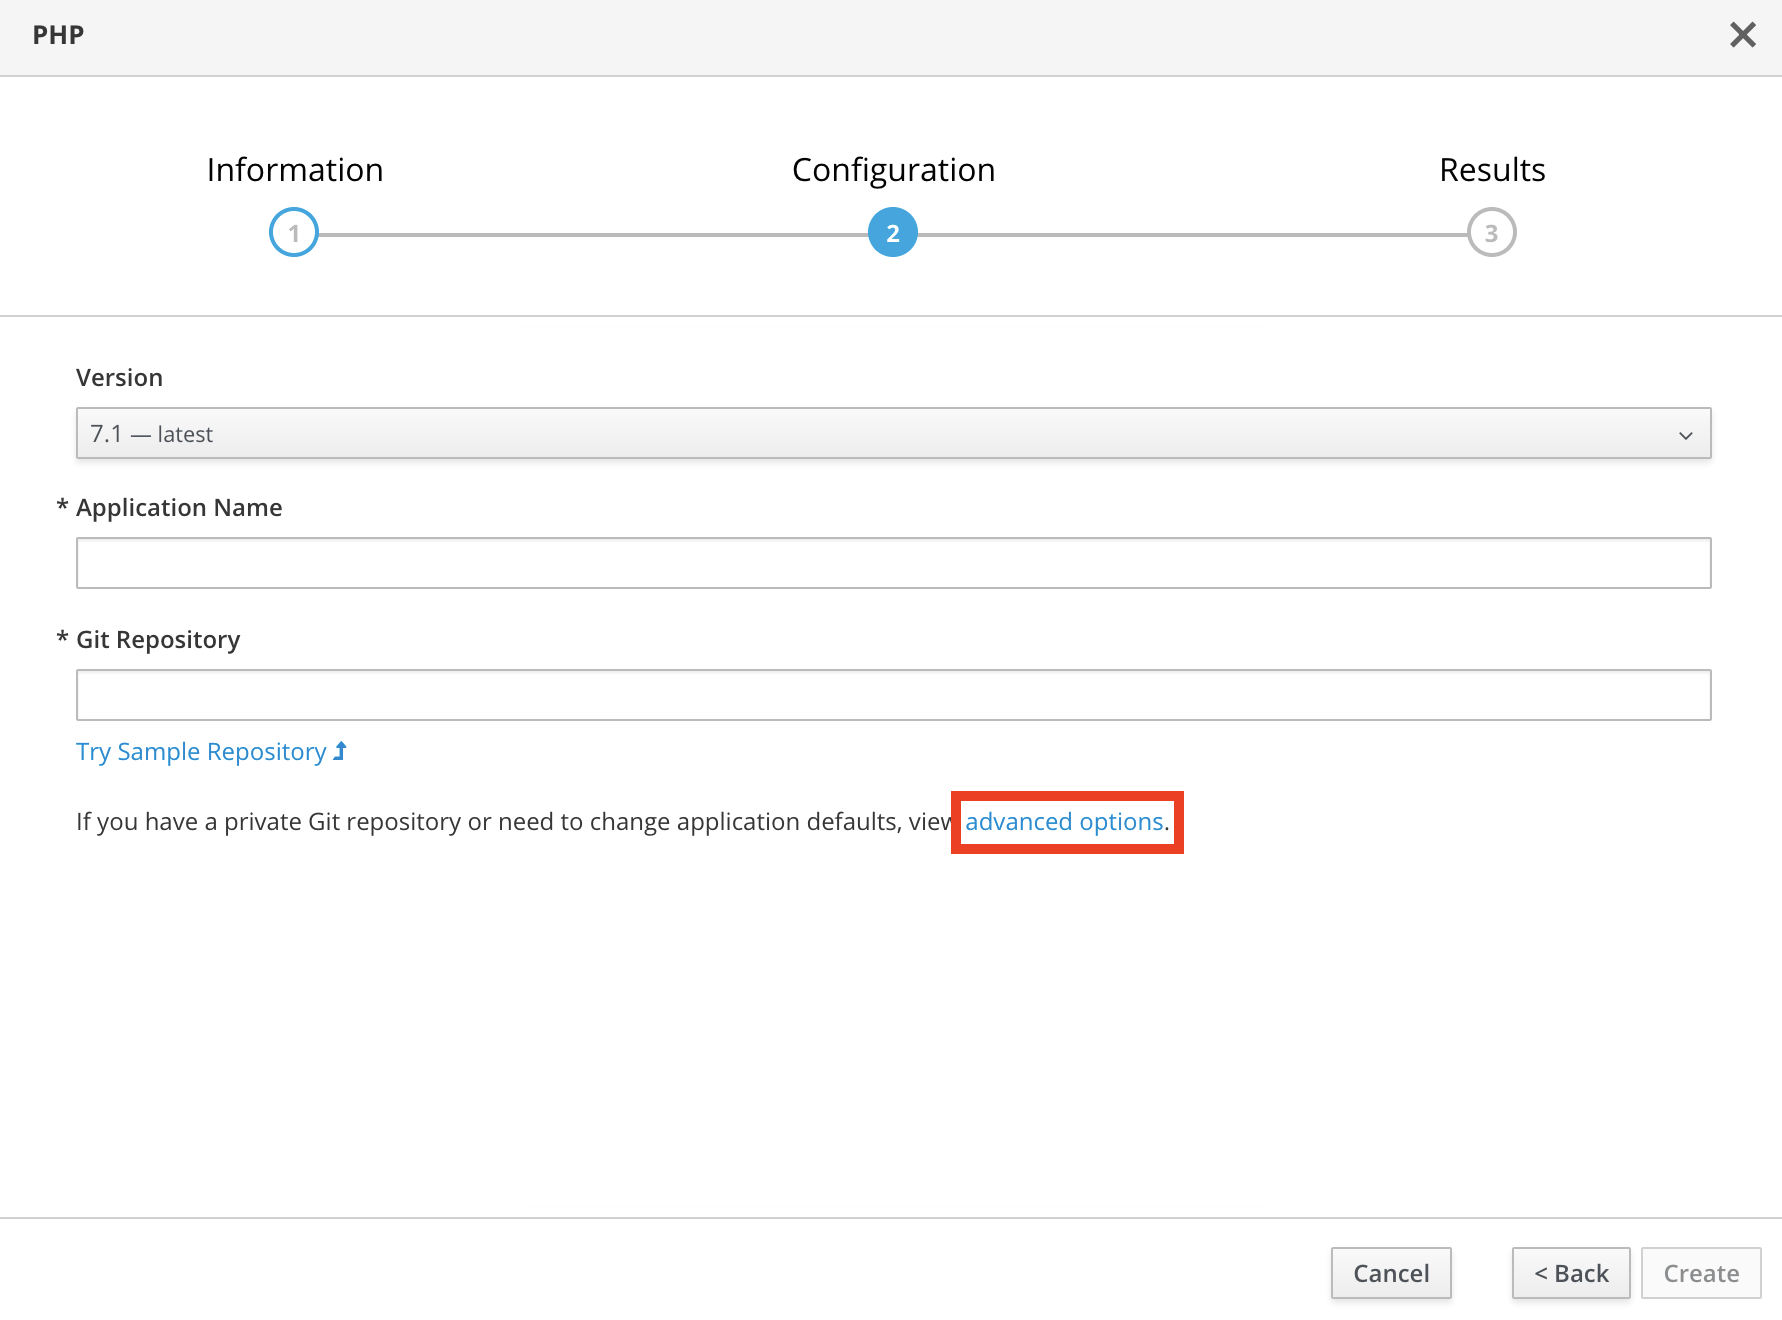 PHP
Information
Configuration
Results
1
2
3
Version
7.1 — latest
* Application Name
* Git Repository
Try Sample Repository
If you have a private Git repository or need to change application defaults, view advanced options.
Cancel
< Back
Create